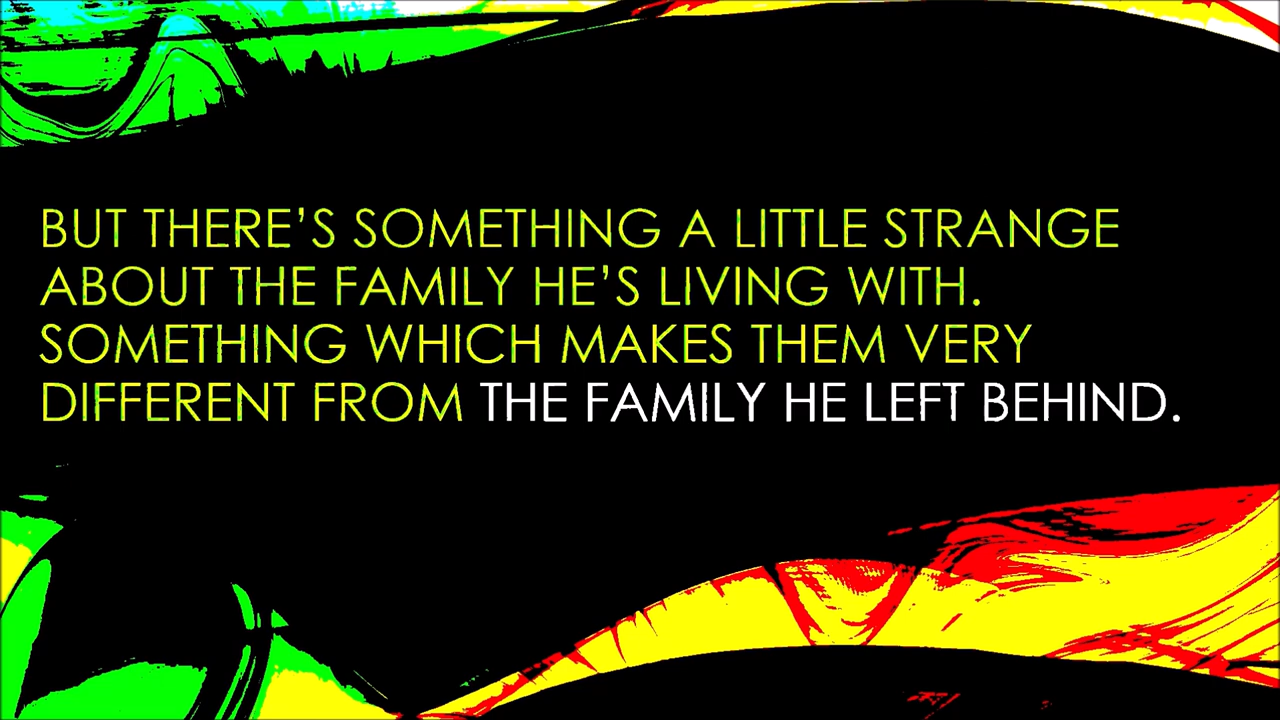 BUT THERE’S SOMETHING A LITTLE STRANGE
ABOUT THE FAMILY HE’S LIVING WITH.
SOMETHING WHICH MAKES THEM VERY
DIFFERENT FROM THE FAMILY HE LEFT BEHIND.